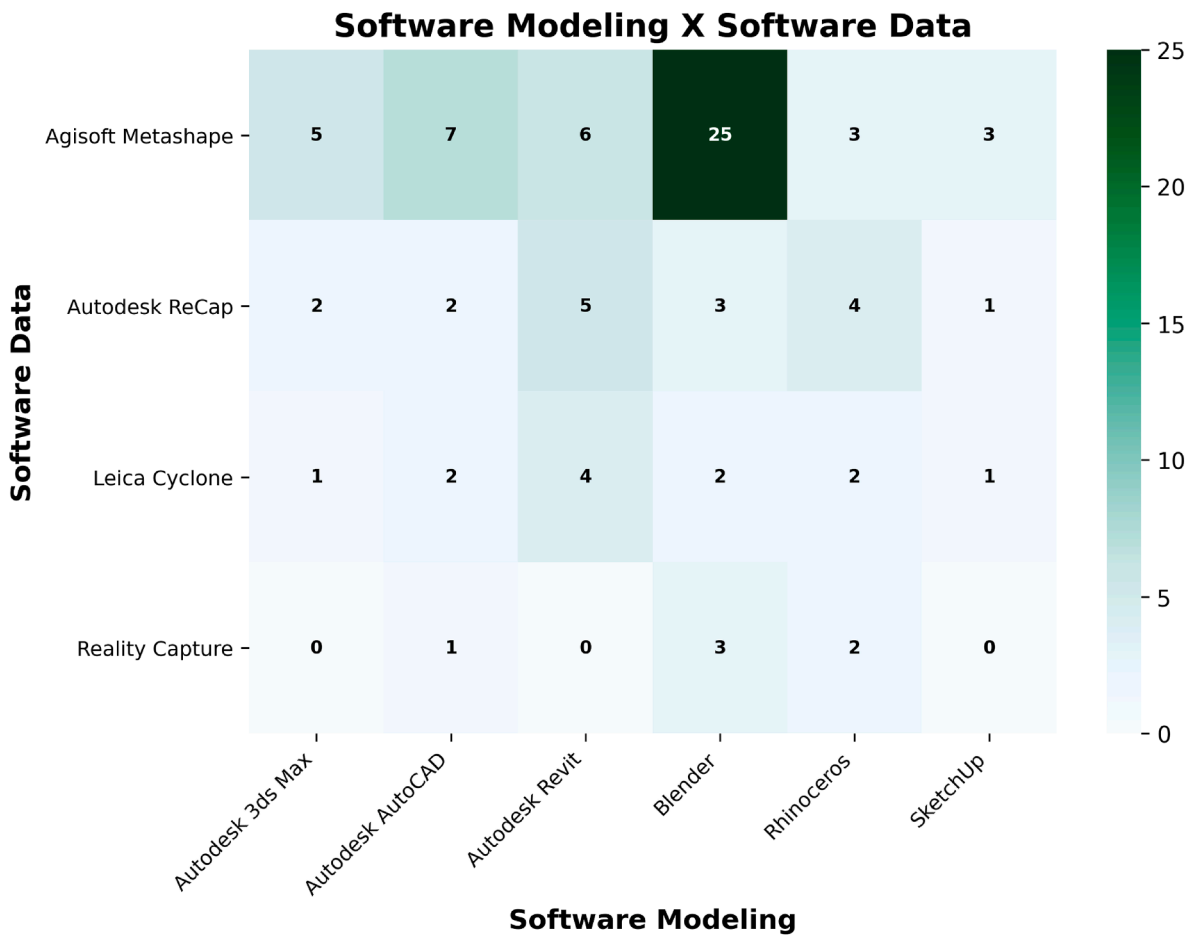 Software Modeling X Software Data
25
Agisoft Metashape
5 7 6 25 3 3
20
Autodesk ReCap
2 2 5 3 4 1
15
Software Data
10
Leica Cyclone
1 2 4 2 2 1
5
Reality Capture
0 1 0 3 2 0
0
Autodesk 3ds Max
Autodesk AutoCAD
Autodesk Revit
Blender
Rhinoceros
SketchUp
Software Modeling